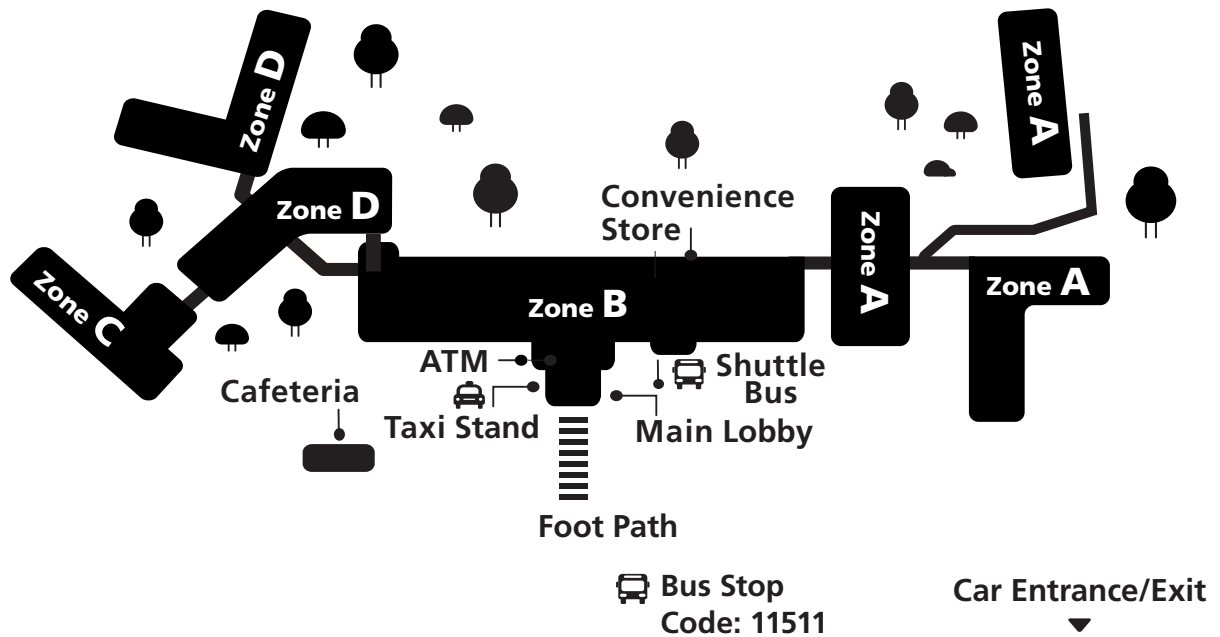 Zone D
Zone A
Zone D
Convenience
Store
Zone A
Zone C
Zone B
Zone A
ATM
Shuttle
Bus
Cafeteria
Taxi Stand
Main Lobby
Foot Path
Bus Stop
Code: 11511
Car Entrance/Exit